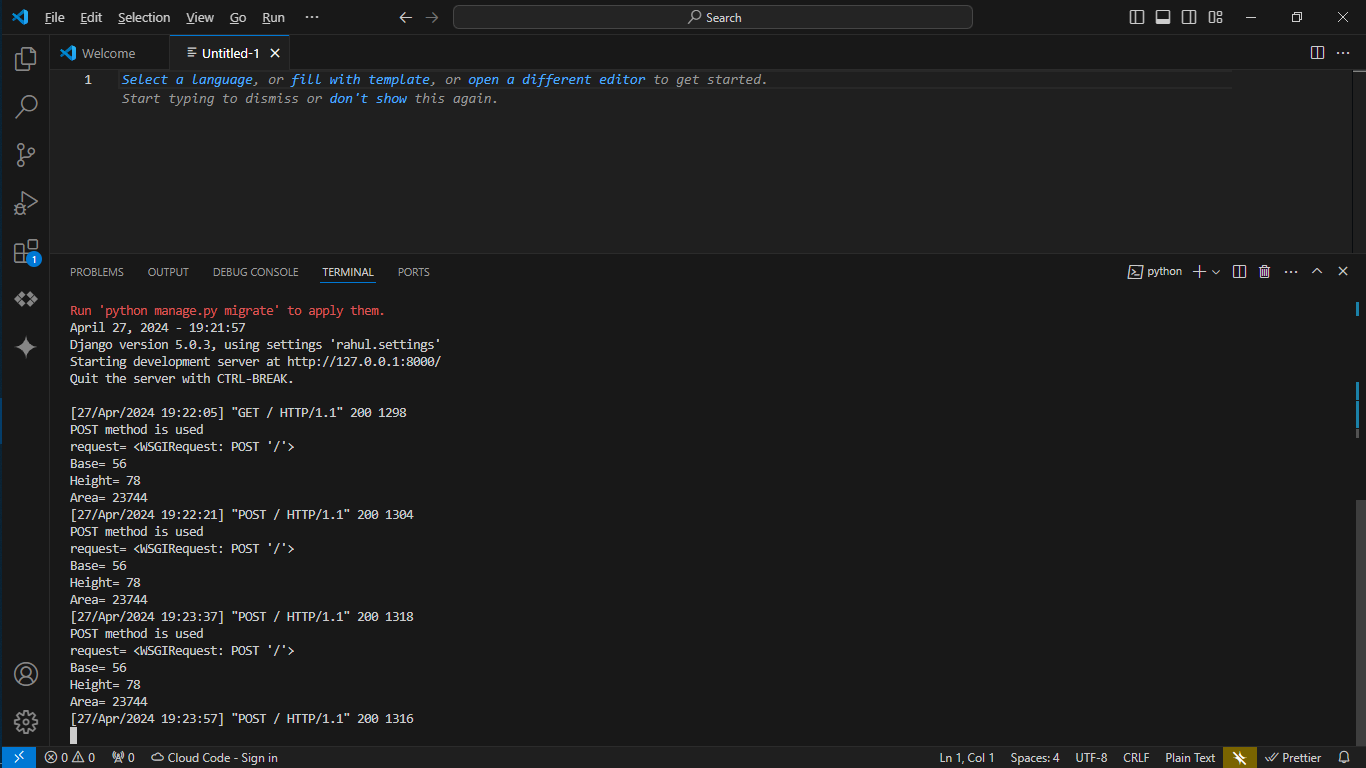 File Edit Selection View Go Run ···
Search
Welcome
Untitled-1
1 Select a language, or fill with template, or open a different editor to get started.
Start typing to dismiss or don't show this again.
1
PROBLEMS OUTPUT DEBUG CONSOLE TERMINAL PORTS
python
Run 'python manage.py migrate' to apply them.
April 27, 2024 - 19:21:57
Django version 5.0.3, using settings 'rahul.settings'
Starting development server at http://127.0.0.1:8000/
Quit the server with CTRL-BREAK.
[27/Apr/2024 19:22:05] "GET / HTTP/1.1" 200 1298
POST method is used
request= <WSGIRequest: POST '/'>
Base= 56
Height= 78
Area= 23744
[27/Apr/2024 19:22:21] "POST / HTTP/1.1" 200 1304
POST method is used
request= <WSGIRequest: POST '/'>
Base= 56
Height= 78
Area= 23744
[27/Apr/2024 19:23:37] "POST / HTTP/1.1" 200 1318
POST method is used
request= <WSGIRequest: POST '/'>
Base= 56
Height= 78
Area= 23744
[27/Apr/2024 19:23:57] "POST / HTTP/1.1" 200 1316
0 0 0 Cloud Code - Sign in Ln 1, Col 1 Spaces: 4 UTF-8 CRLF Plain Text Prettier